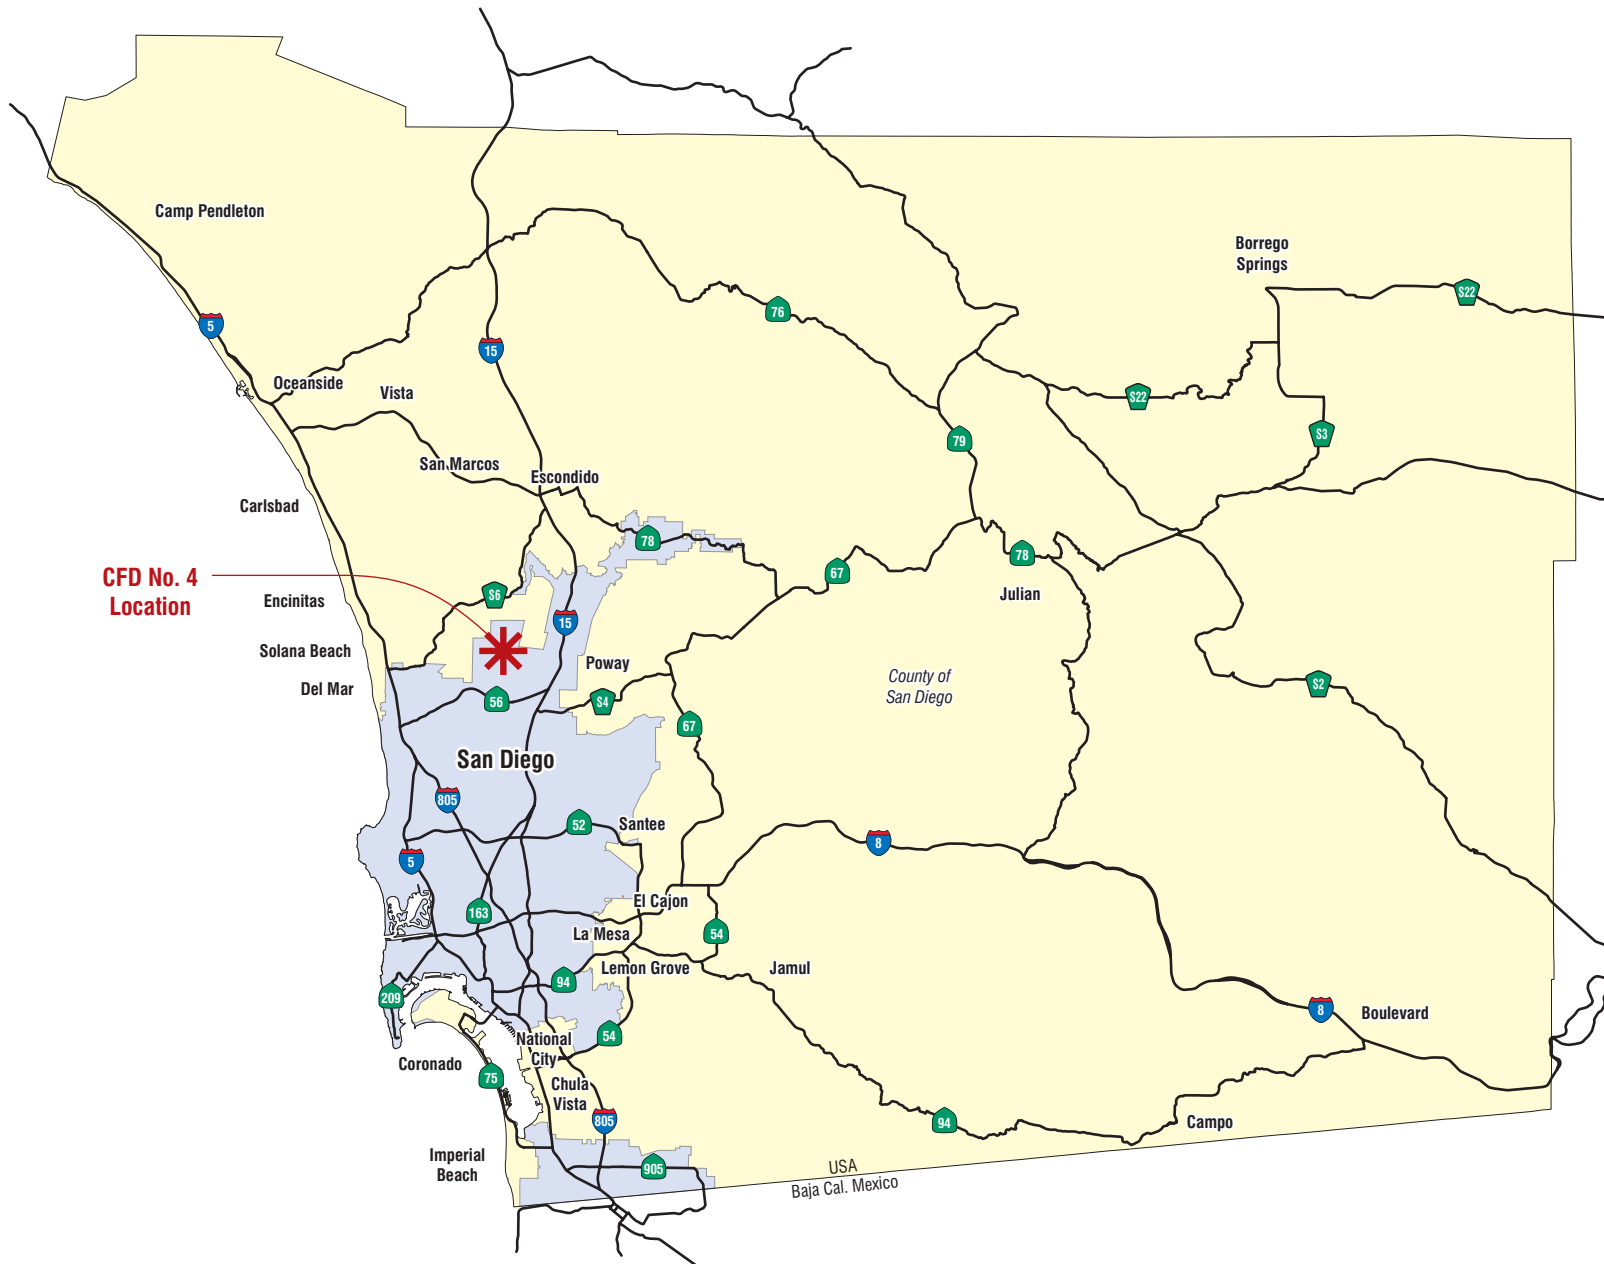 Camp Pendleton
Borrego
Springs
S22
76
5
15
Oceanside
Vista
S22
S3
79
San Marcos
Escondido
Carlsbad
78
78
67
CFD No. 4
Location
S6
Encinitas
Julian
15
Solana Beach
Poway
County of
San Diego
Del Mar
56
S4
S2
67
San Diego
805
52
Santee
8
5
163
El Cajon
La Mesa
54
Lemon Grove
Jamul
94
209
8
Boulevard
54
National
City
Coronado
75
Chula
Vista
805
94
Campo
Imperial
Beach
905
USA
Baja Cal. Mexico